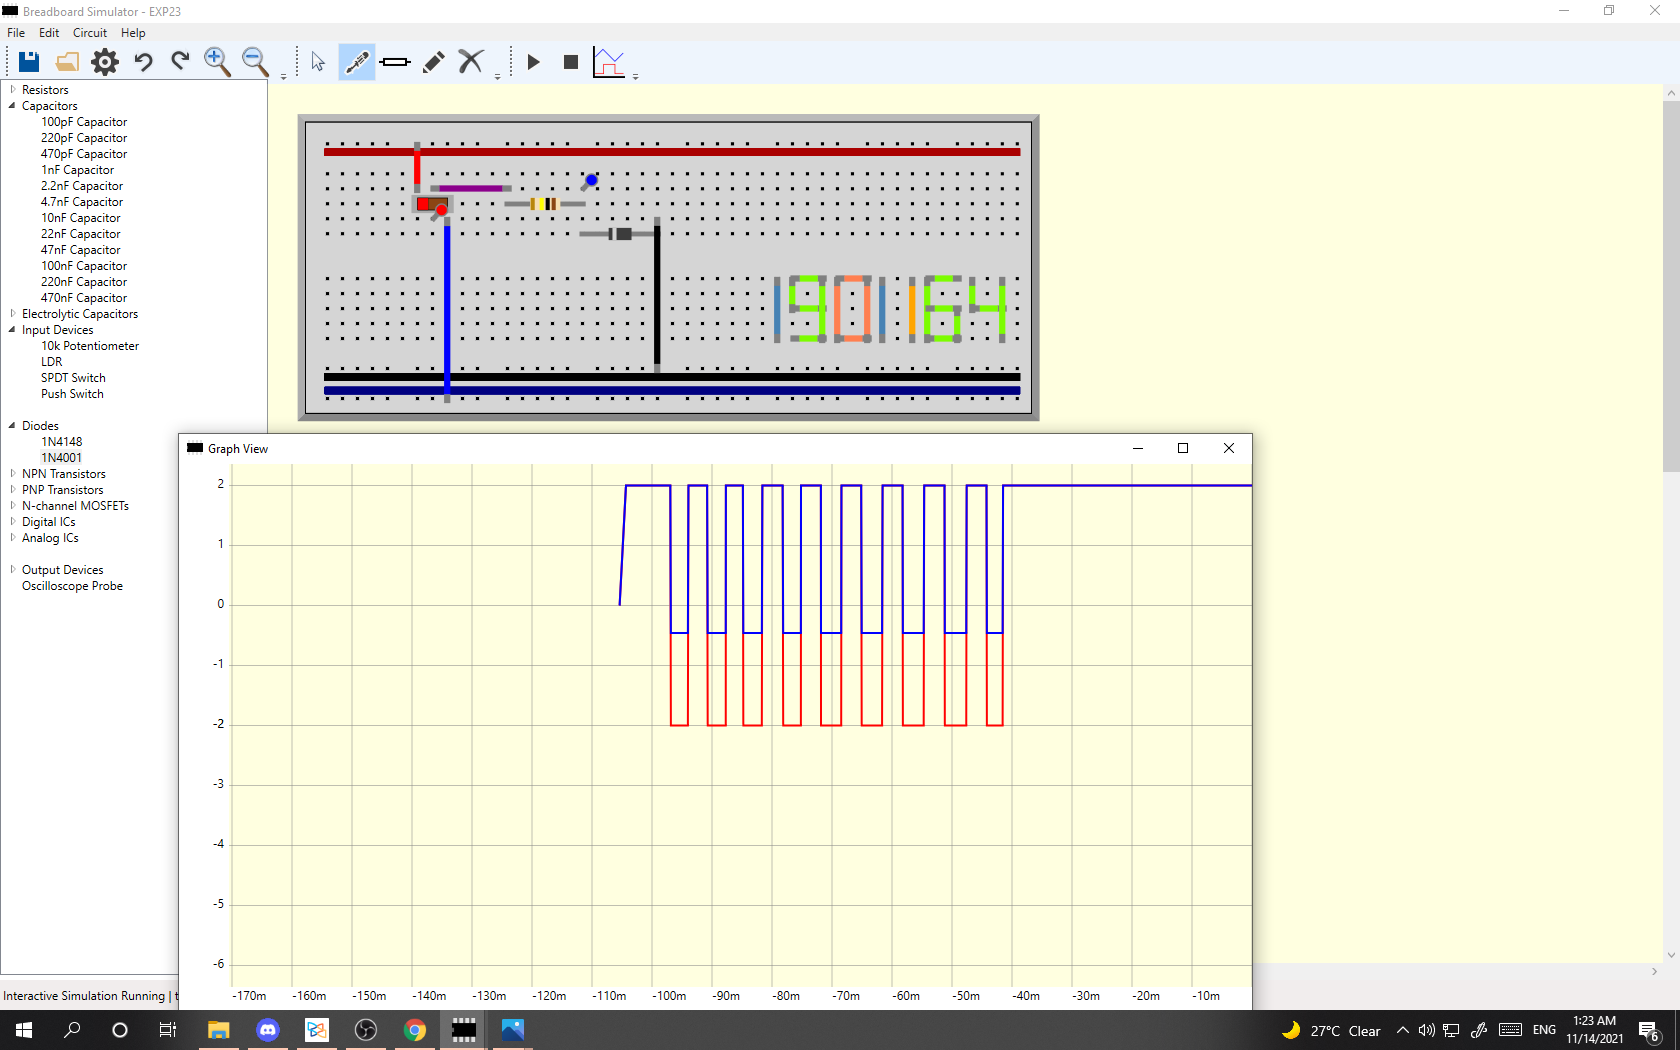 Breadboard Simulator - EXP23
File Edit Circuit Help
Resistors
Capacitors
100pF Capacitor
220pF Capacitor
470pF Capacitor
1nF Capacitor
2.2nF Capacitor
4.7nF Capacitor
10nF Capacitor
22nF Capacitor
47nF Capacitor
100nF Capacitor
220nF Capacitor
470nF Capacitor
Electrolytic Capacitors
Input Devices
10k Potentiometer
LDR
SPDT Switch
Push Switch
Diodes
1N4148
1N4001
NPN Transistors
PNP Transistors
N-channel MOSFETs
Digital ICs
Analog ICs
Output Devices
Oscilloscope Probe
190164
Graph View
2
1
0
-1
-2
-3
-4
-5
-6
-170m -160m -150m -140m -130m -120m -110m -100m -90m -80m -70m -60m -50m -40m -30m -20m -10m
Interactive Simulation Running | t
27°C Clear
ENG
1:23 AM
11/14/2021
6